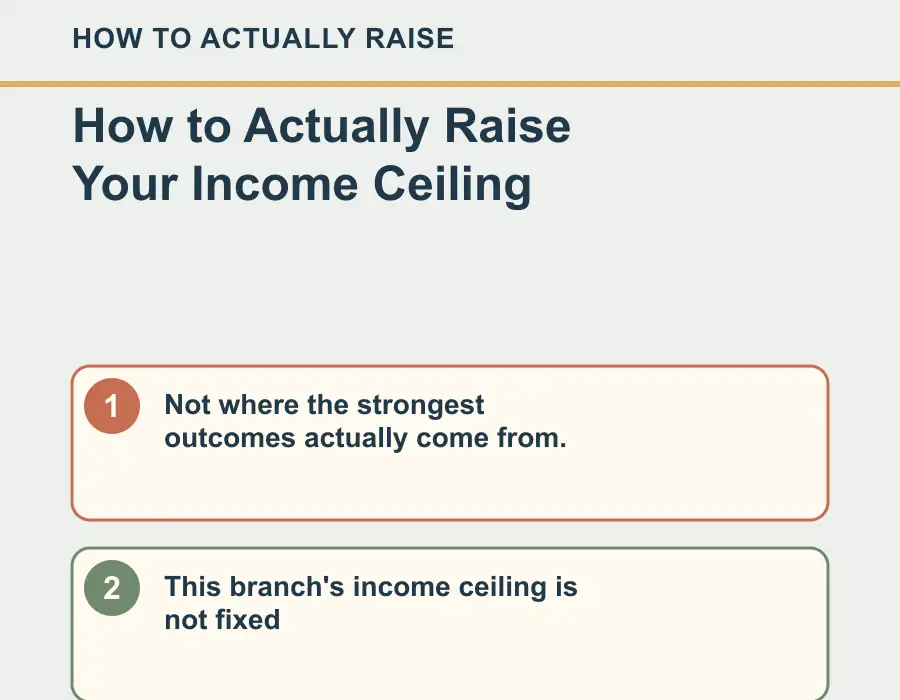 HOW TO ACTUALLY RAISE
How to Actually Raise
Your Income Ceiling
1
Not where the strongest
outcomes actually come from.
2
This branch's income ceiling is
not fixed